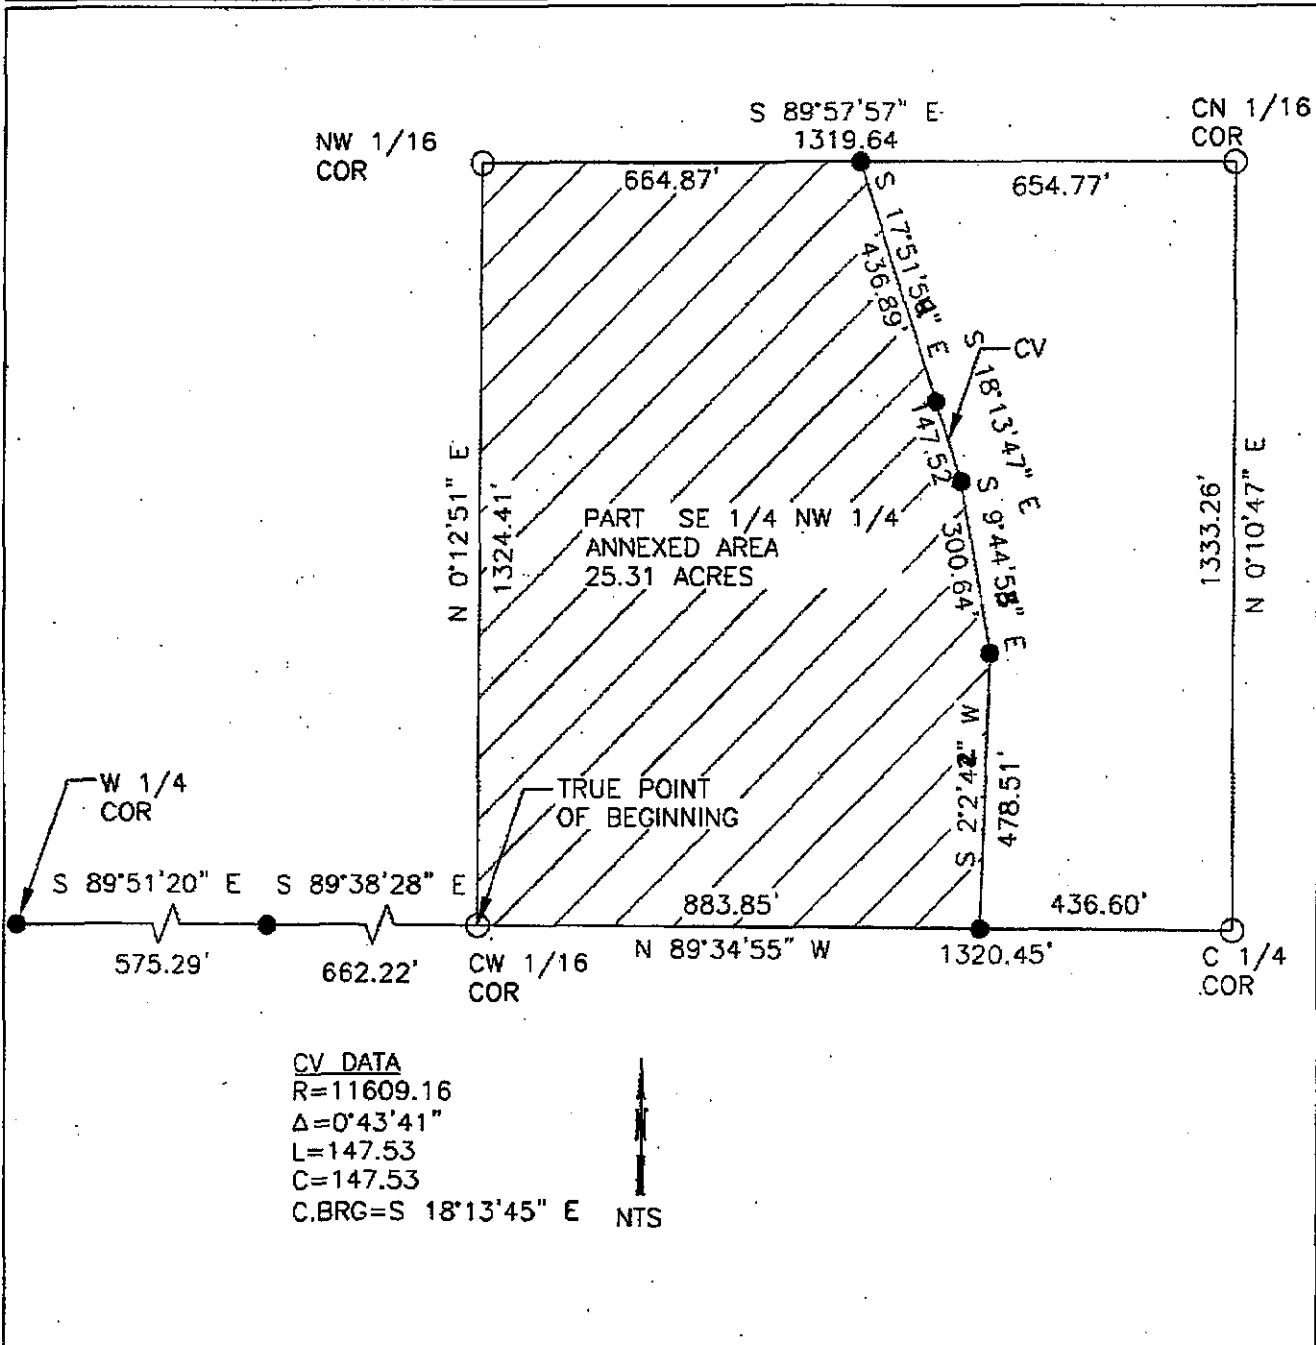 S 89°57'57" E
1319.64
CN 1/16
COR
NW 1/16
COR
664.87'
654.77'
S 17°51'5 " E
436.89'
CV
S 18°13'47" E
147.52
S 9°44'5 " E
300.64'
N 0°12'51" E
1324.41'
PART SE 1/4 NW 1/4
ANNEXED AREA
25.31 ACRES
1333.26'
N 0°10'47" E
W 1/4
COR
TRUE POINT
OF BEGINNING
S 2°2'4 " W
478.51'
S 89°51'20" E
S 89°38'28" E
883.85'
436.60'
575.29'
662.22'
CW 1/16
COR
N 89°34'55" W
1320.45'
C 1/4
COR
CV DATA
R=11609.16
Δ=0°43'41"
L=147.53
C=147.53
C.BRG=S 18°13'45" E
N
NTS